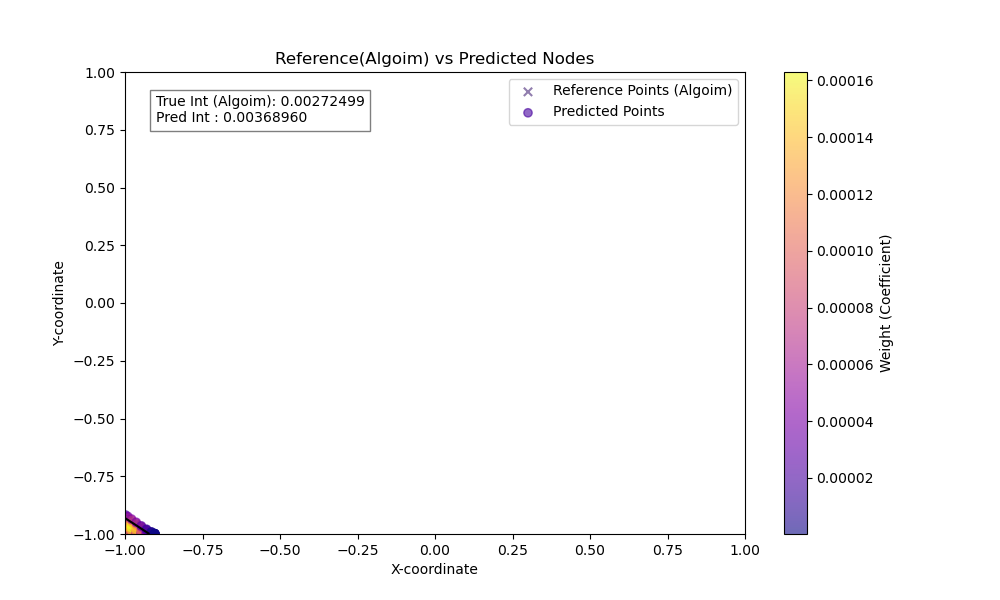 Reference(Algoim) vs Predicted Nodes
True Int (Algoim): 0.00272499
Pred Int : 0.00368960
Reference Points (Algoim)
Predicted Points
1.00
0.75
0.50
0.25
0.00
−0.25
−0.50
−0.75
−1.00
Y-coordinate
−1.00 −0.75 −0.50 −0.25 0.00 0.25 0.50 0.75 1.00
X-coordinate
0.00016
0.00014
0.00012
0.00010
0.00008
0.00006
0.00004
0.00002
Weight (Coefficient)